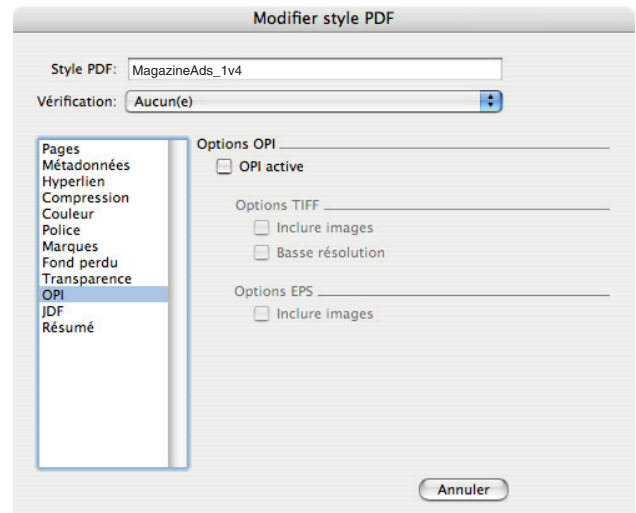 Modifier style PDF
Style PDF: MagazineAds_1v4
Vérification: Aucun(e)
Pages
Métadonnées
Hyperlien
Compression
Couleur
Police
Marques
Fond perdu
Transparence
OPI
JDF
Résumé
Options OPI
OPI active
Options TIFF
Inclure images
Basse résolution
Options EPS
Inclure images
Annuler